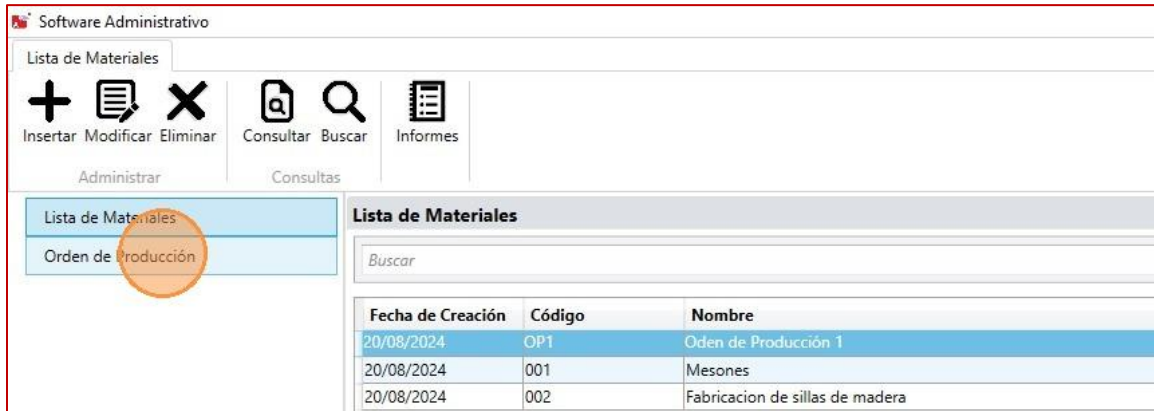 Software Administrativo
Lista de Materiales
Insertar Modificar Eliminar Consultar Buscar Informes
Administrar Consultas
Lista de Materiales
Orden de Producción
Lista de Materiales
Buscar
Fecha de Creación Código Nombre
20/08/2024 OP1 Oden de Producción 1
20/08/2024 001 Mesones
20/08/2024 002 Fabricacion de sillas de madera